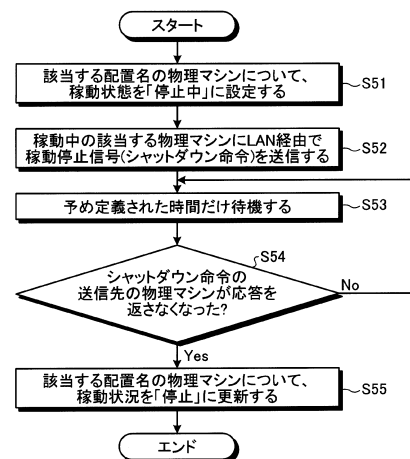 スタート
該当する配置名の物理マシンについて、
稼動状態を「停止中」に設定する
S51
稼動中の該当する物理マシンにLAN経由で
稼動停止信号(シャットダウン命令)を送信する
S52
予め定義された時間だけ待機する
S53
S54
シャットダウン命令の
送信先の物理マシンが応答を
返さなくなった?
No
Yes
該当する配置名の物理マシンについて、
稼動状況を「停止」に更新する
S55
エンド